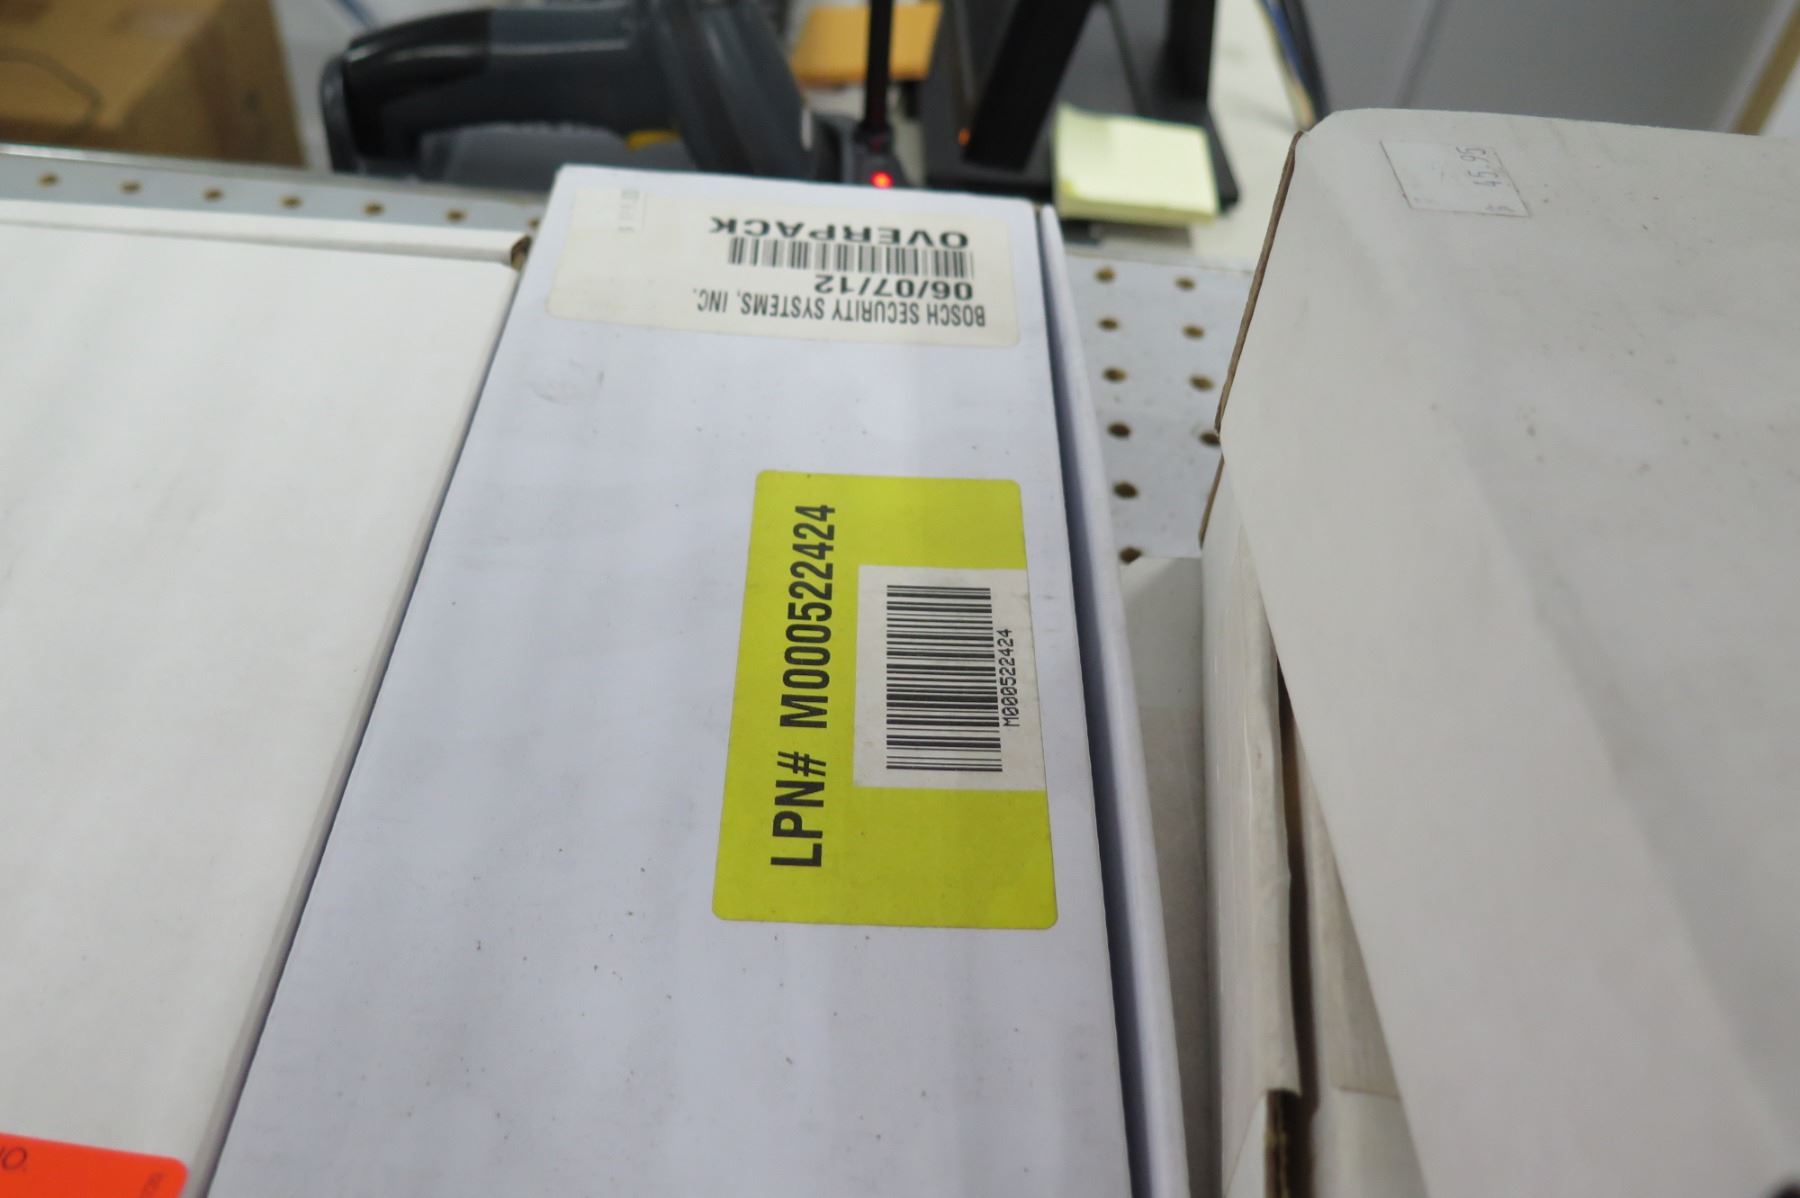 BOSCH SECURITY SYSTEMS, INC.
06/07/12
OVERPACK
LPN# M000522424
M000522424
$ 45.95
O.